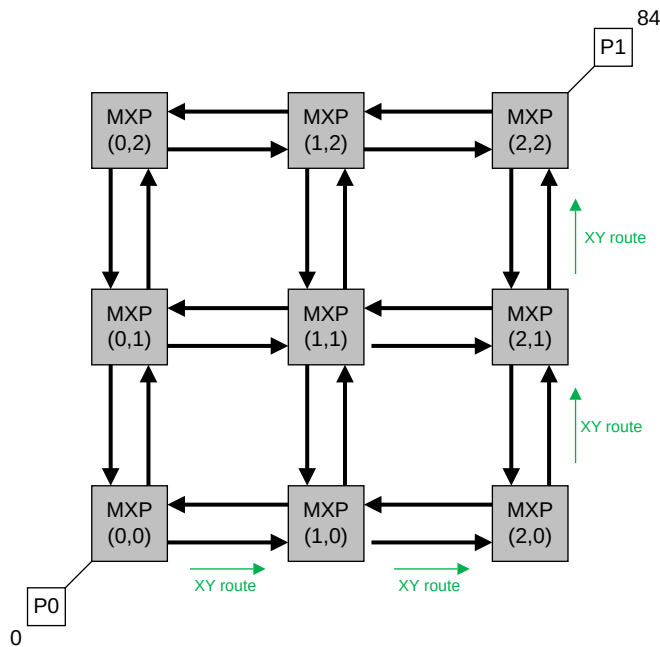 84
P1
MXP
(0,2)
MXP
(1,2)
MXP
(2,2)
XY route
MXP
(0,1)
MXP
(1,1)
MXP
(2,1)
XY route
MXP
(0,0)
MXP
(1,0)
MXP
(2,0)
XY route
XY route
P0
0